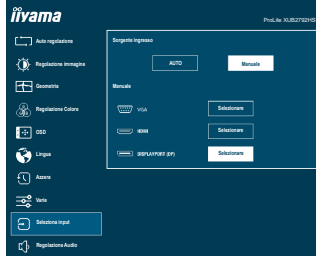 iiyama
ProLite XUB2792HS
Auto regolazione
Regolazione immagine
Geometria
Regolazione Colore
OSD
Lingua
Azzera
Varie
Seleziona input
Regolazione Audio
Sorgente ingresso
AUTO Manuale
Manuale
VGA Selezionare
HDMI Selezionare
DISPLAYPORT (DP) Selezionare